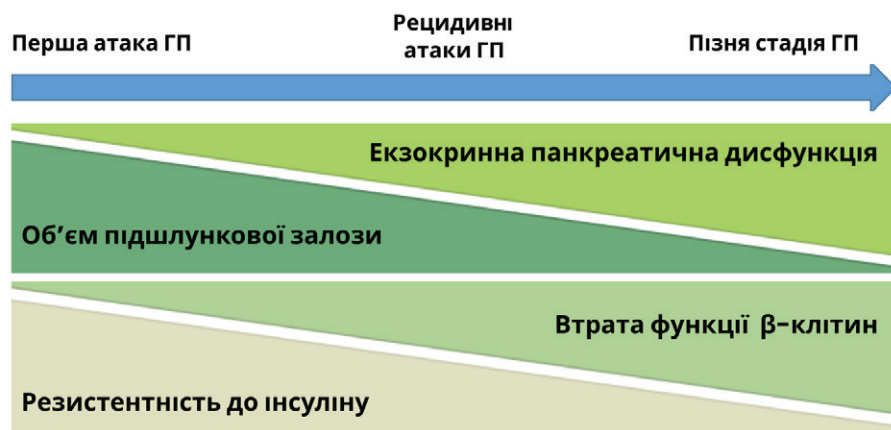 Перша атака ГП
Рецидивні
атаки ГП
Пізня стадія ГП
Екзокринна панкреатична дисфункція
Об’єм підшлункової залози
Втрата функції β-клітин
Резистентність до інсуліну